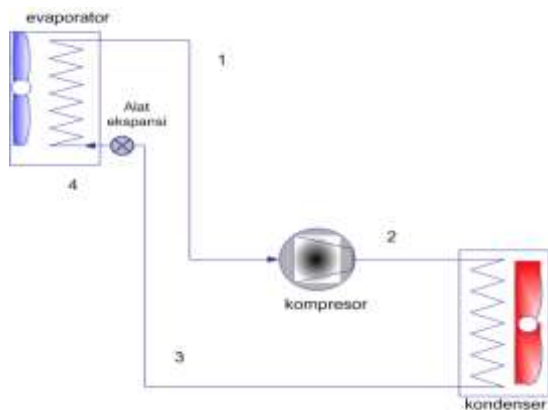 evaporator
1
Alat
ekspansi
4
2
kompresor
3
kondenser